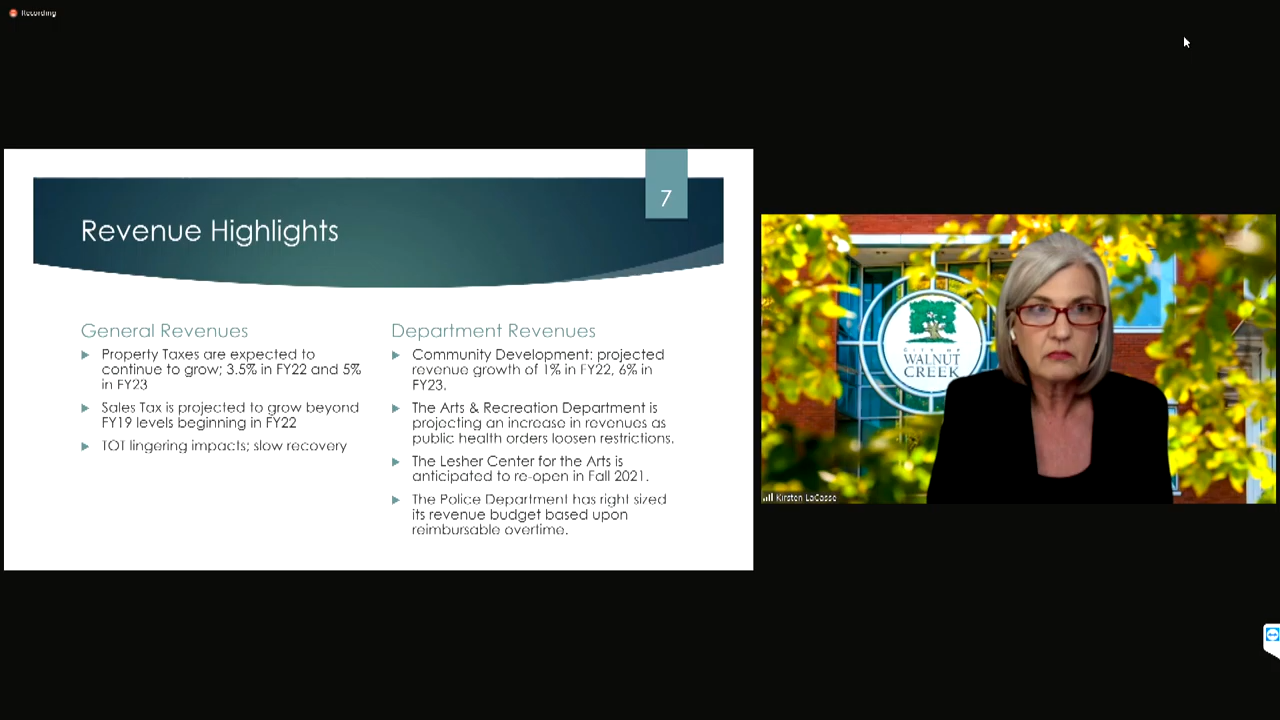 Recording
7
Revenue Highlights
General Revenues
Property Taxes are expected to
continue to grow; 3.5% in FY22 and 5%
in FY23
Sales Tax is projected to grow beyond
FY19 levels beginning in FY22
TOT lingering impacts; slow recovery
Department Revenues
Community Development: projected
revenue growth of 1% in FY22, 6% in
FY23.
The Arts & Recreation Department is
projecting an increase in revenues as
public health orders loosen restrictions.
The Lesher Center for the Arts is
anticipated to re-open in Fall 2021.
The Police Department has right sized
its revenue budget based upon
reimbursable overtime.
CITY OF
WALNUT
CREEK
Kirsten LaCasse